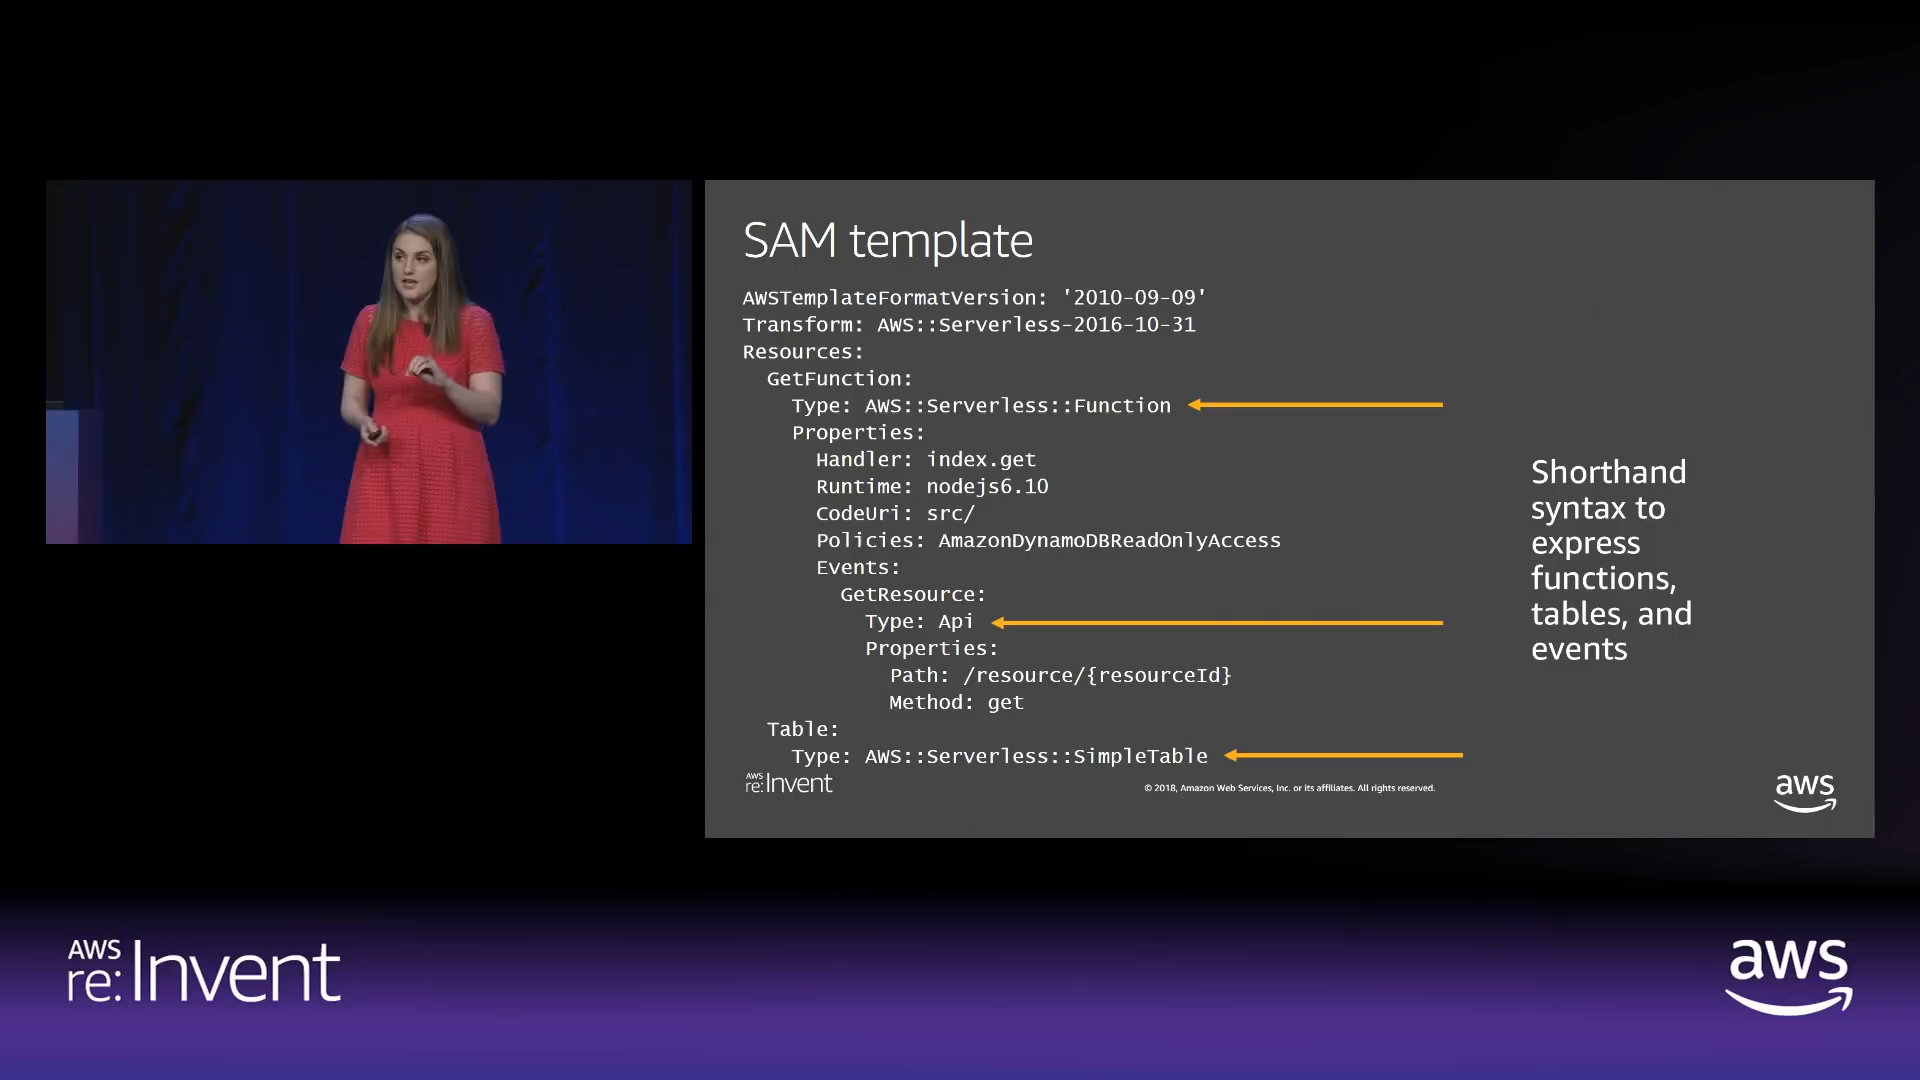 SAM template
AWSTemplateFormatVersion: '2010-09-09'
Transform: AWS::Serverless-2016-10-31
Resources:
  GetFunction:
    Type: AWS::Serverless::Function
    Properties:
      Handler: index.get
      Runtime: nodejs6.10
      CodeUri: src/
      Policies: AmazonDynamoDBReadOnlyAccess
      Events:
        GetResource:
          Type: Api
          Properties:
            Path: /resource/{resourceId}
            Method: get
  Table:
    Type: AWS::Serverless::SimpleTable
Shorthand
syntax to
express
functions,
tables, and
events
AWS
re:Invent
© 2018, Amazon Web Services, Inc. or its affiliates. All rights reserved.
aws
AWS
re:Invent
aws